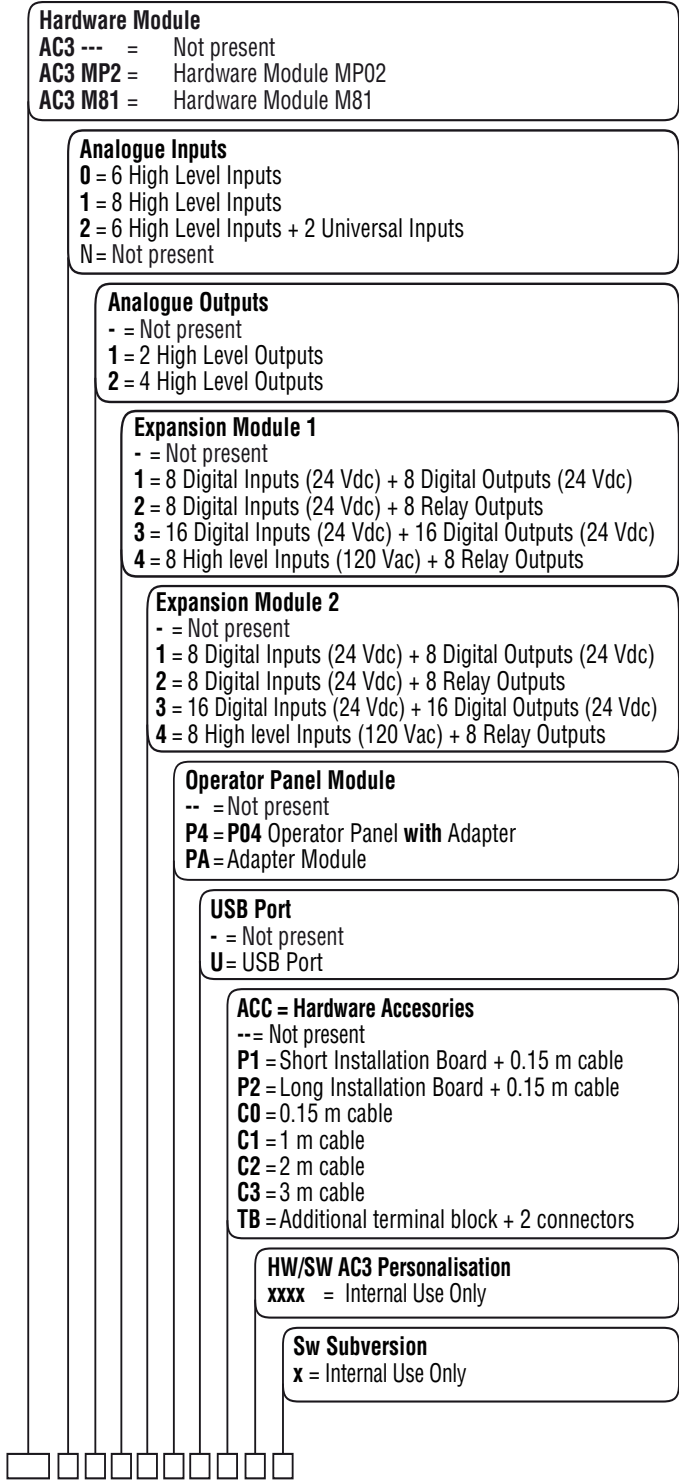 Hardware Module
AC3 --- = Not present
AC3 MP2 = Hardware Module MP02
AC3 M81 = Hardware Module M81
Analogue Inputs
0 = 6 High Level Inputs
1 = 8 High Level Inputs
2 = 6 High Level Inputs + 2 Universal Inputs
N= Not present
Analogue Outputs
- = Not present
1 = 2 High Level Outputs
2 = 4 High Level Outputs
Expansion Module 1
- = Not present
1 = 8 Digital Inputs (24 Vdc) + 8 Digital Outputs (24 Vdc)
2 = 8 Digital Inputs (24 Vdc) + 8 Relay Outputs
3 = 16 Digital Inputs (24 Vdc) + 16 Digital Outputs (24 Vdc)
4 = 8 High level Inputs (120 Vac) + 8 Relay Outputs
Expansion Module 2
- = Not present
1 = 8 Digital Inputs (24 Vdc) + 8 Digital Outputs (24 Vdc)
2 = 8 Digital Inputs (24 Vdc) + 8 Relay Outputs
3 = 16 Digital Inputs (24 Vdc) + 16 Digital Outputs (24 Vdc)
4 = 8 High level Inputs (120 Vac) + 8 Relay Outputs
Operator Panel Module
-- = Not present
P4 = P04 Operator Panel with Adapter
PA = Adapter Module
USB Port
- = Not present
U = USB Port
ACC = Hardware Accesories
--= Not present
P1 = Short Installation Board + 0.15 m cable
P2 = Long Installation Board + 0.15 m cable
C0 = 0.15 m cable
C1 = 1 m cable
C2 = 2 m cable
C3 = 3 m cable
TB = Additional terminal block + 2 connectors
HW/SW AC3 Personalisation
xxxx = Internal Use Only
Sw Subversion
x = Internal Use Only